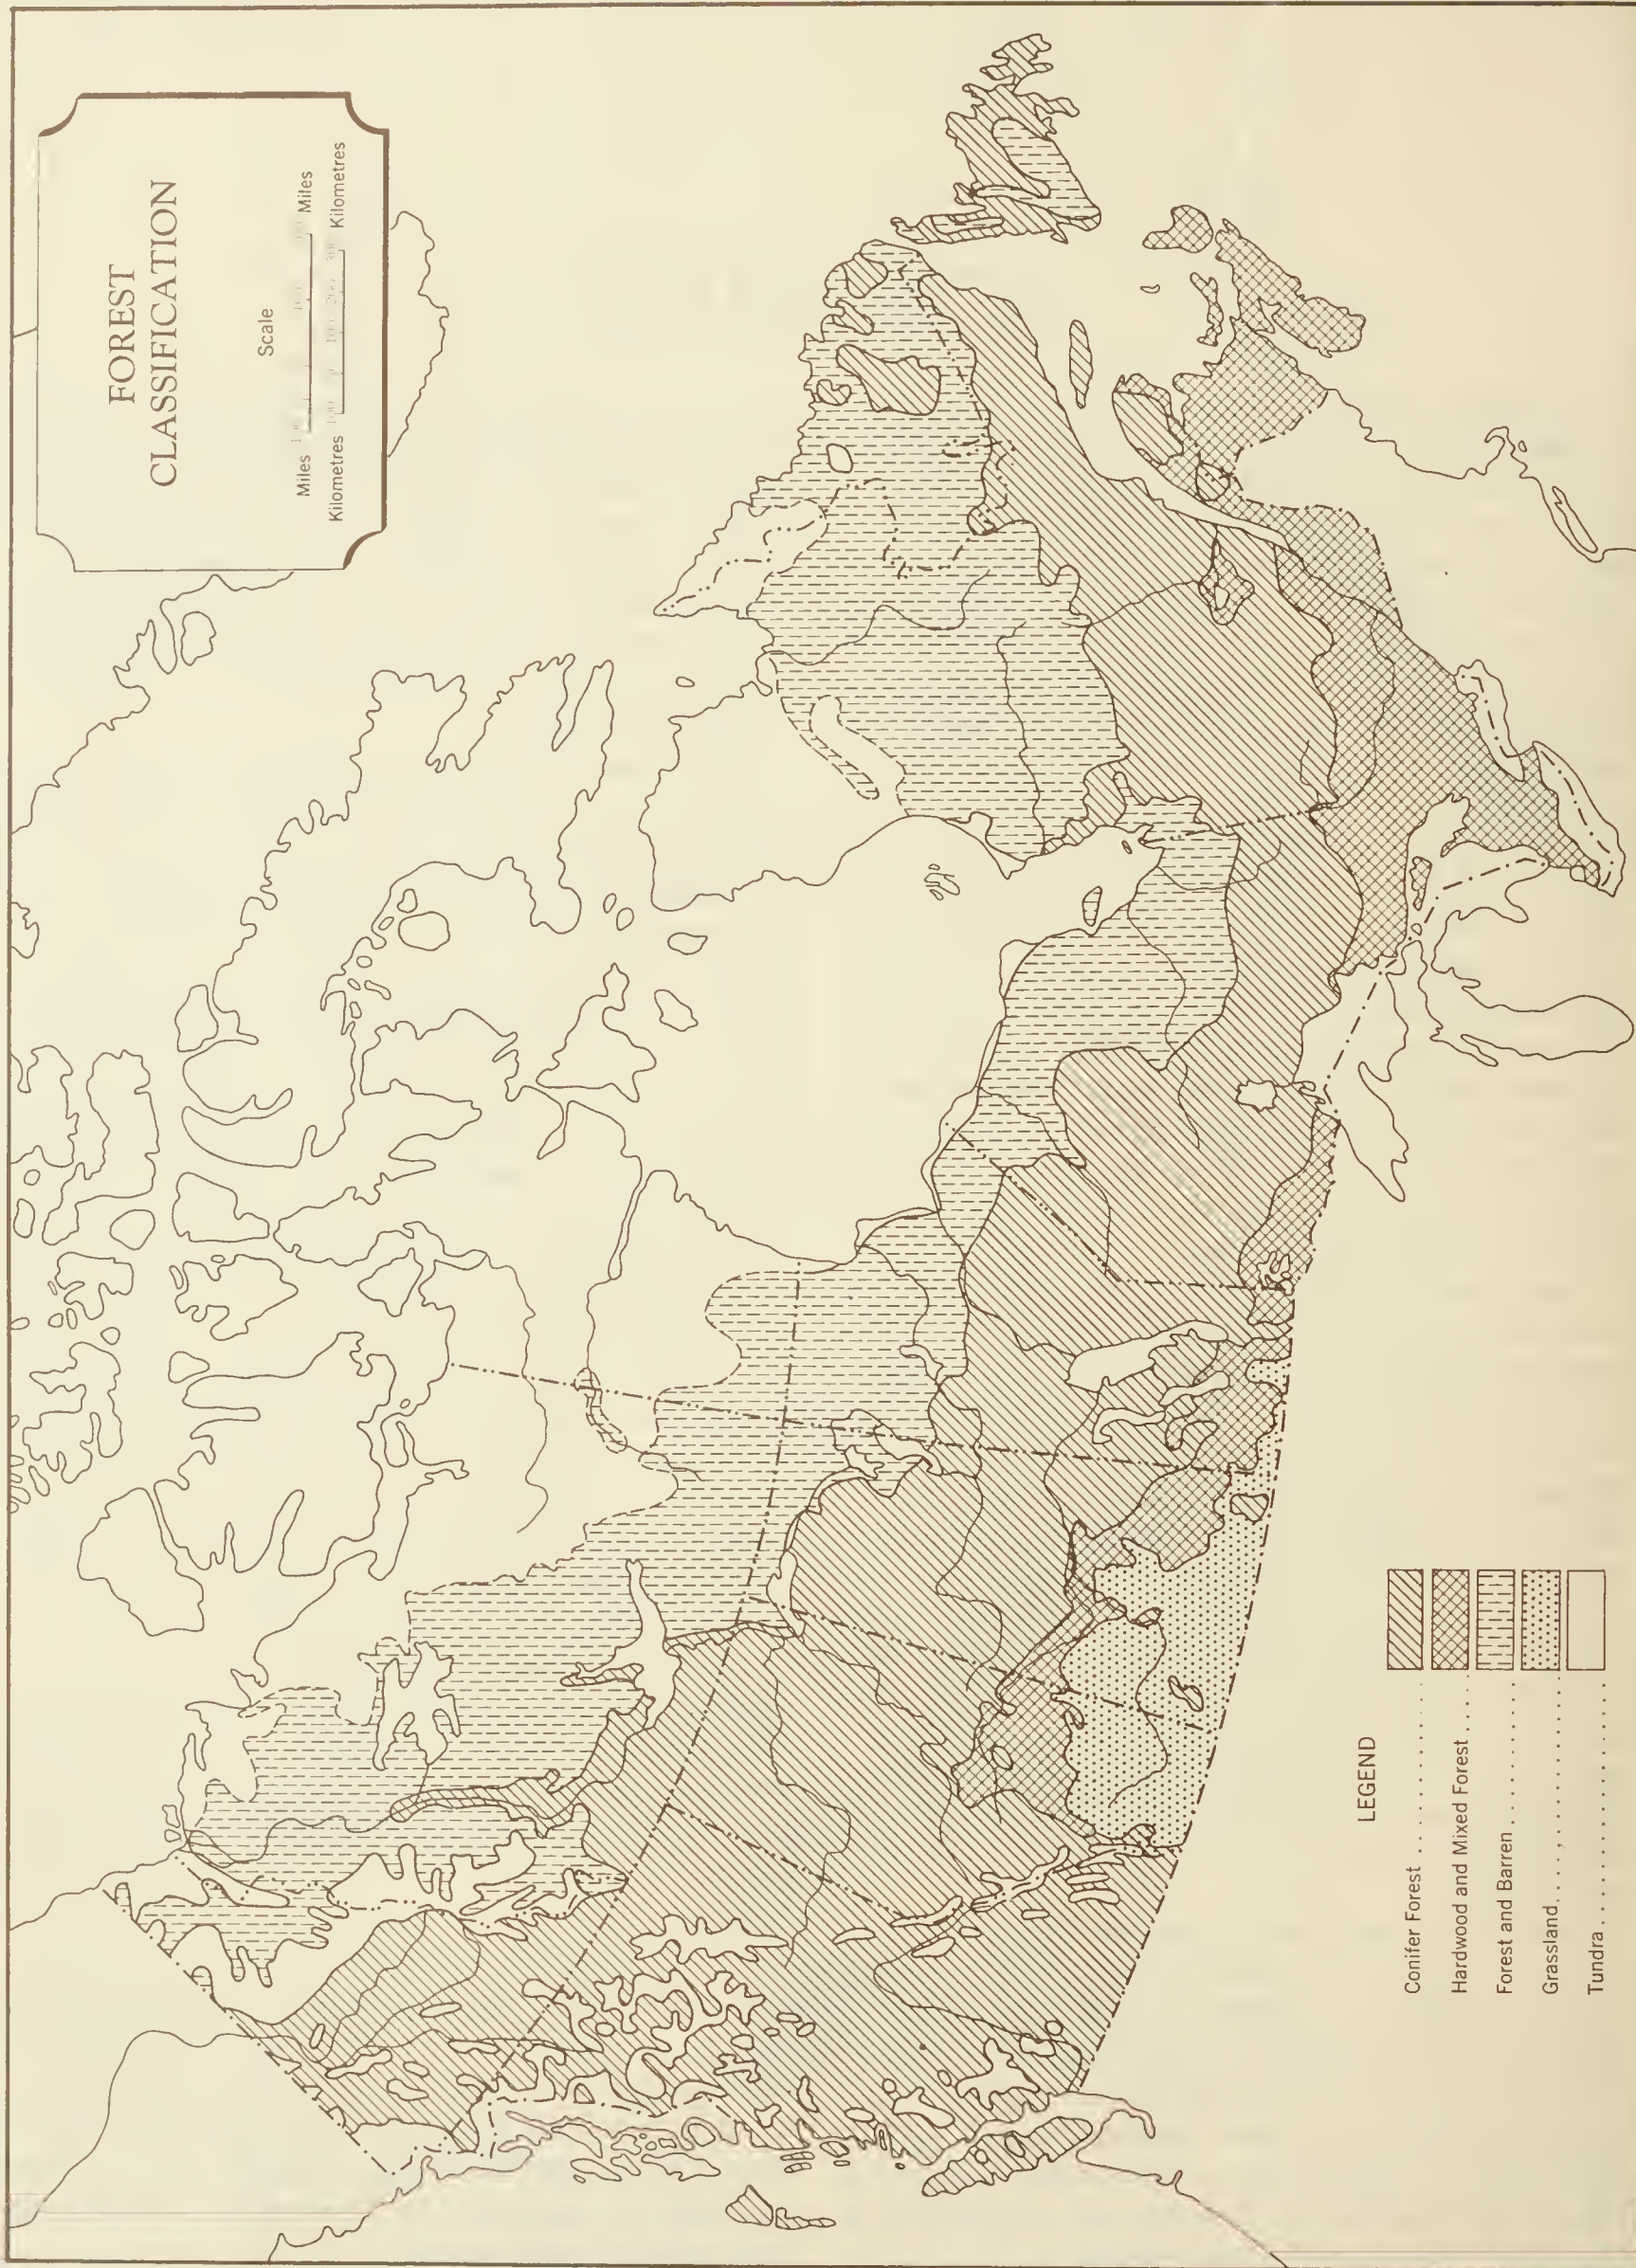 FOREST
CLASSIFICATION
Scale
Miles
Miles
Kilometres
Kilometres
LEGEND
Conifer Forest . . . . . . . . . . . .
Hardwood and Mixed Forest . . . .
Forest and Barren . . . . . . . . . .
Grassland. . . . . . . . . . . . . . . .
Tundra . . . . . . . . . . . . . . . . . .